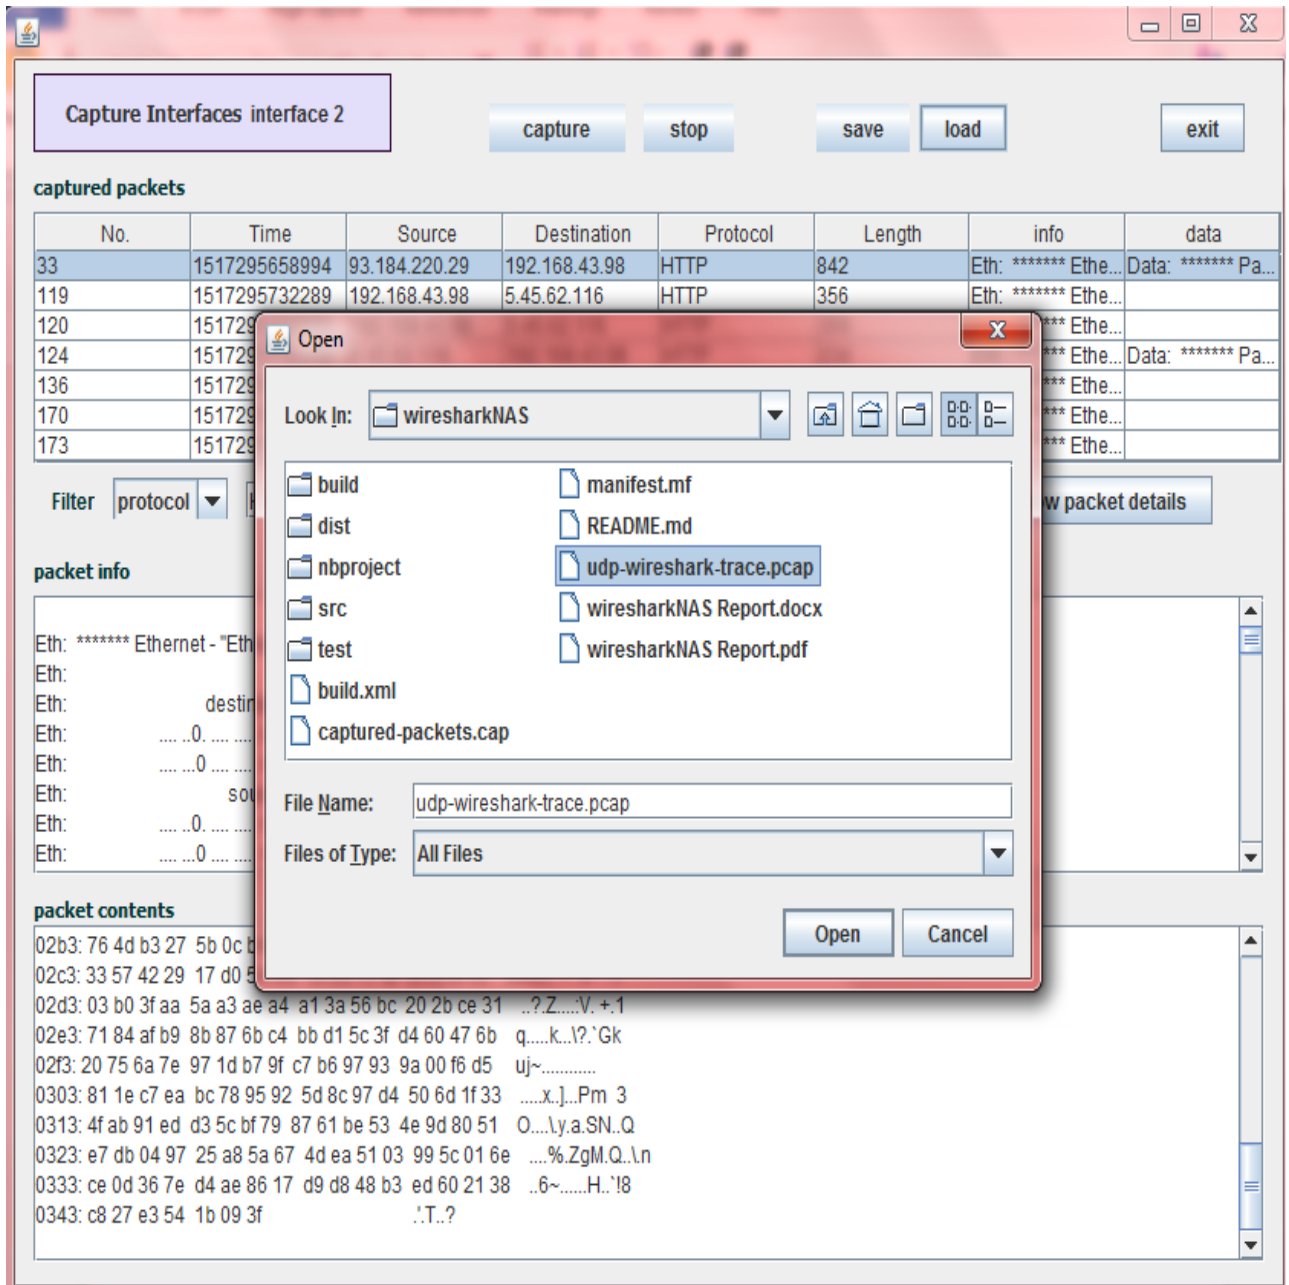 Capture Interfaces interface 2
capture stop save load exit
captured packets
No. Time Source Destination Protocol Length info data
33 1517295658994 93.184.220.29 192.168.43.98 HTTP 842 Eth: ******* Ethe... Data: ******* Pa...
119 1517295732289 192.168.43.98 5.45.62.116 HTTP 356 Eth: ******* Ethe...
120 151729 *** Ethe...
124 151729 *** Ethe... Data: ******* Pa...
136 151729 *** Ethe...
170 151729 *** Ethe...
173 151729 *** Ethe...
Filter protocol w packet details
Open
Look In: wiresharkNAS
build manifest.mf
dist README.md
nbproject udp-wireshark-trace.pcap
src wiresharkNAS Report.docx
test wiresharkNAS Report.pdf
build.xml
captured-packets.cap
File Name: udp-wireshark-trace.pcap
Files of Type: All Files
Open Cancel
packet info
Eth: ******* Ethernet - "Eth
Eth:
Eth: destin
Eth: .... ..0. .... ....
Eth: .... ...0 .... ....
Eth: sou
Eth: .... ..0. .... ....
Eth: .... ...0 .... ....
packet contents
02b3: 76 4d b3 27 5b 0c b
02c3: 33 57 42 29 17 d0 5
02d3: 03 b0 3f aa 5a a3 ae a4 a1 3a 56 bc 20 2b ce 31 ..?.Z....:V. +.1
02e3: 71 84 af b9 8b 87 6b c4 bb d1 5c 3f d4 60 47 6b q.....k...\?.`Gk
02f3: 20 75 6a 7e 97 1d b7 9f c7 b6 97 93 9a 00 f6 d5 uj~............
0303: 81 1e c7 ea bc 78 95 92 5d 8c 97 d4 50 6d 1f 33 .....x..]...Pm 3
0313: 4f ab 91 ed d3 5c bf 79 87 61 be 53 4e 9d 80 51 O....\.y.a.SN..Q
0323: e7 db 04 97 25 a8 5a 67 4d ea 51 03 99 5c 01 6e ....%.ZgM.Q..\.n
0333: ce 0d 36 7e d4 ae 86 17 d9 d8 48 b3 ed 60 21 38 ..6~......H..`!8
0343: c8 27 e3 54 1b 09 3f .'.T..?